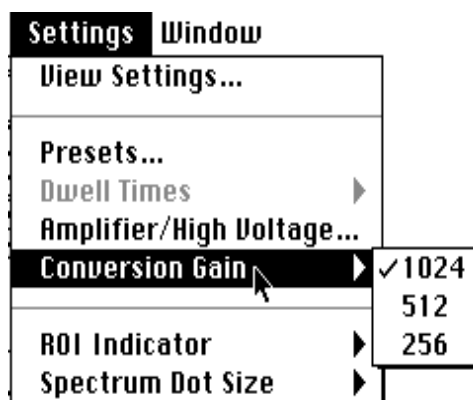 Settings Window
View Settings...
Presets...
Dwell Times
Amplifier/High Voltage...
Conversion Gain ✓1024
512
256
ROI Indicator
Spectrum Dot Size